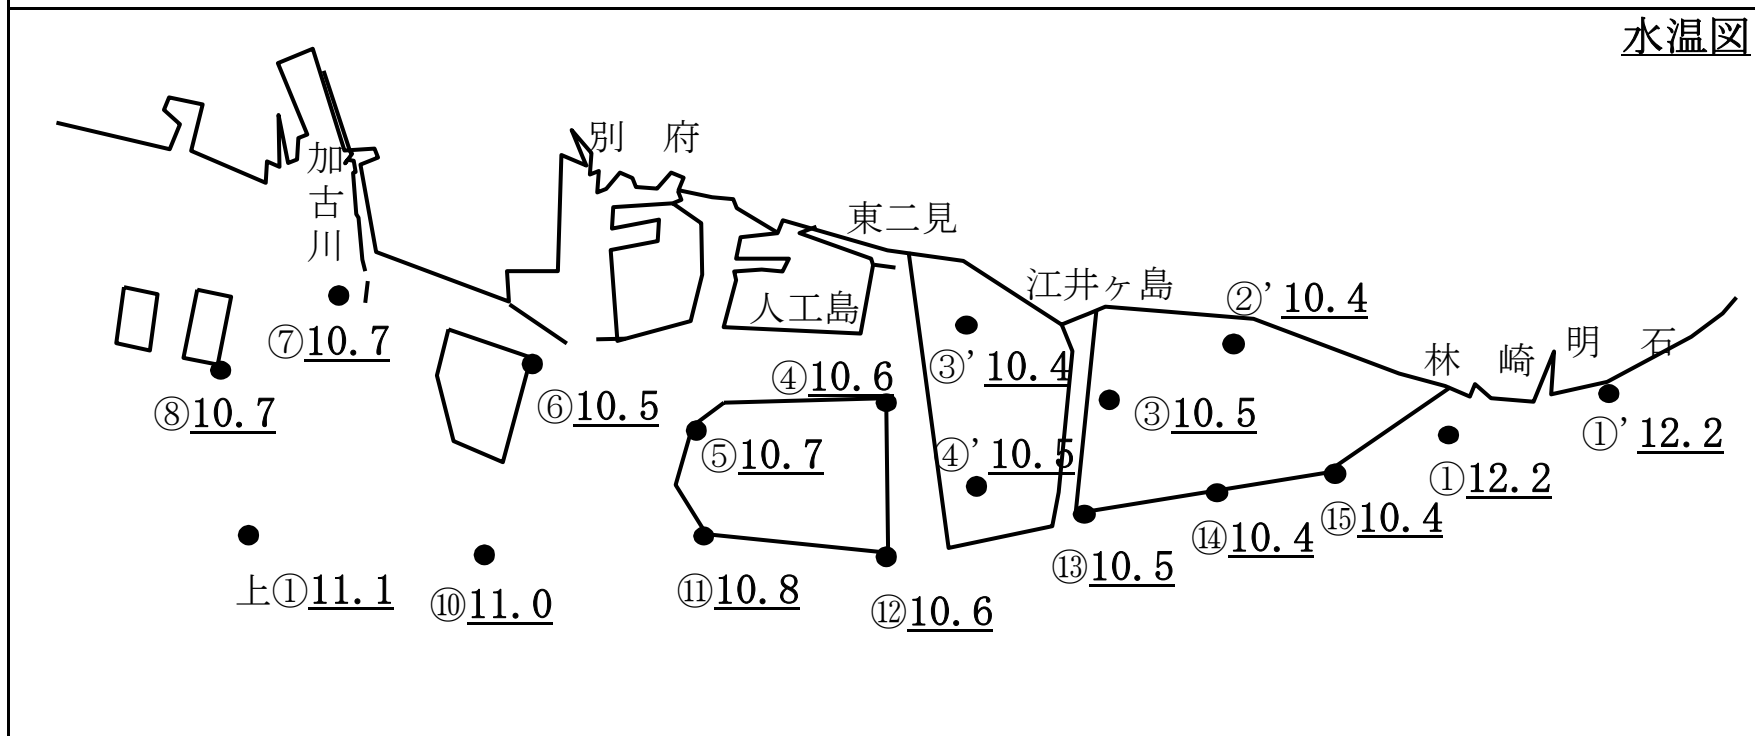 水温図
別 府
加古川
東二見
江井ヶ島
②’10.4
人工島
⑦10.7
林 崎
明 石
③’10.4
④10.6
⑧10.7
⑥10.5
③10.5
①’12.2
⑤10.7
④’10.5
①12.2
⑮10.4
⑭10.4
⑬10.5
上①11.1
⑩11.0
⑪10.8
⑫10.6